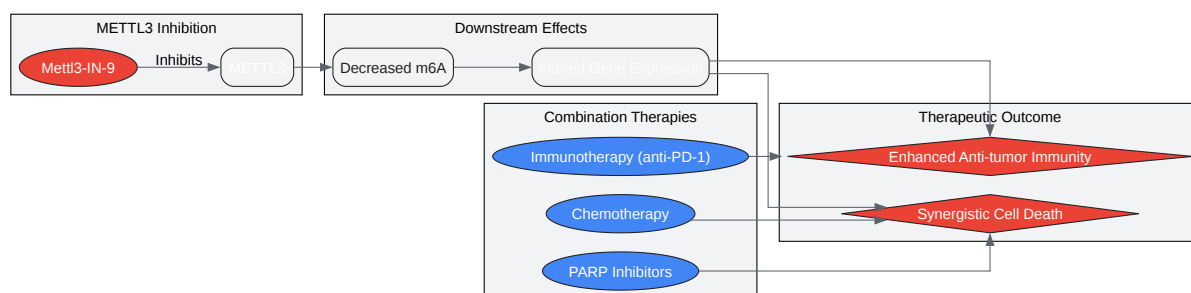 METTL3 Inhibition
Mettl3-IN-9
Inhibits
METTL3
Downstream Effects
Decreased m6A
Altered Gene Expression
Combination Therapies
Immunotherapy (anti-PD-1)
Chemotherapy
PARP Inhibitors
Therapeutic Outcome
Enhanced Anti-tumor Immunity
Synergistic Cell Death